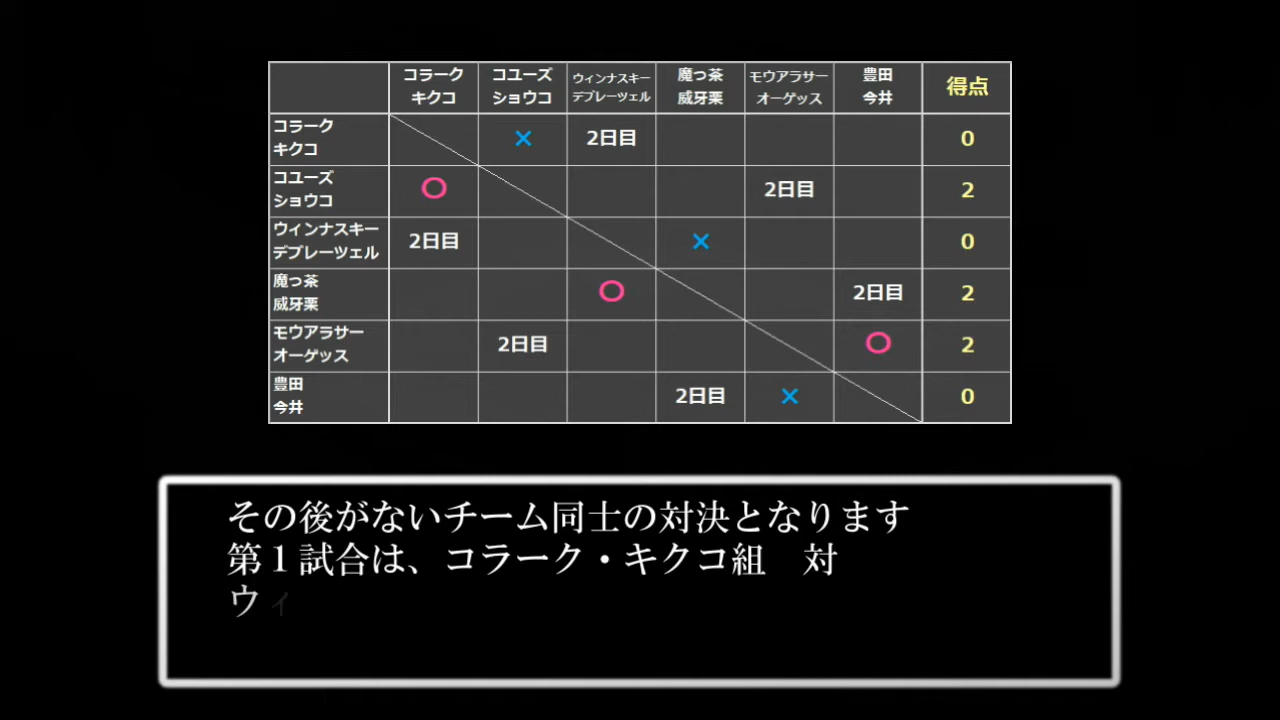 コラーク
キクコ
コユーズ
ショウコ
ウィンナスキー
デプレーツェル
魔っ茶
威牙栗
モウアラサー
オーゲッス
豊田
今井
得点
コラーク
キクコ
× 2日目 0
コユーズ
ショウコ
○ 2日目 2
ウィンナスキー
デプレーツェル
2日目 × 0
魔っ茶
威牙栗
○ 2日目 2
モウアラサー
オーゲッス
2日目 ○ 2
豊田
今井
2日目 × 0
その後がないチーム同士の対決となります
第１試合は、コラーク・キクコ組　対
ウィ